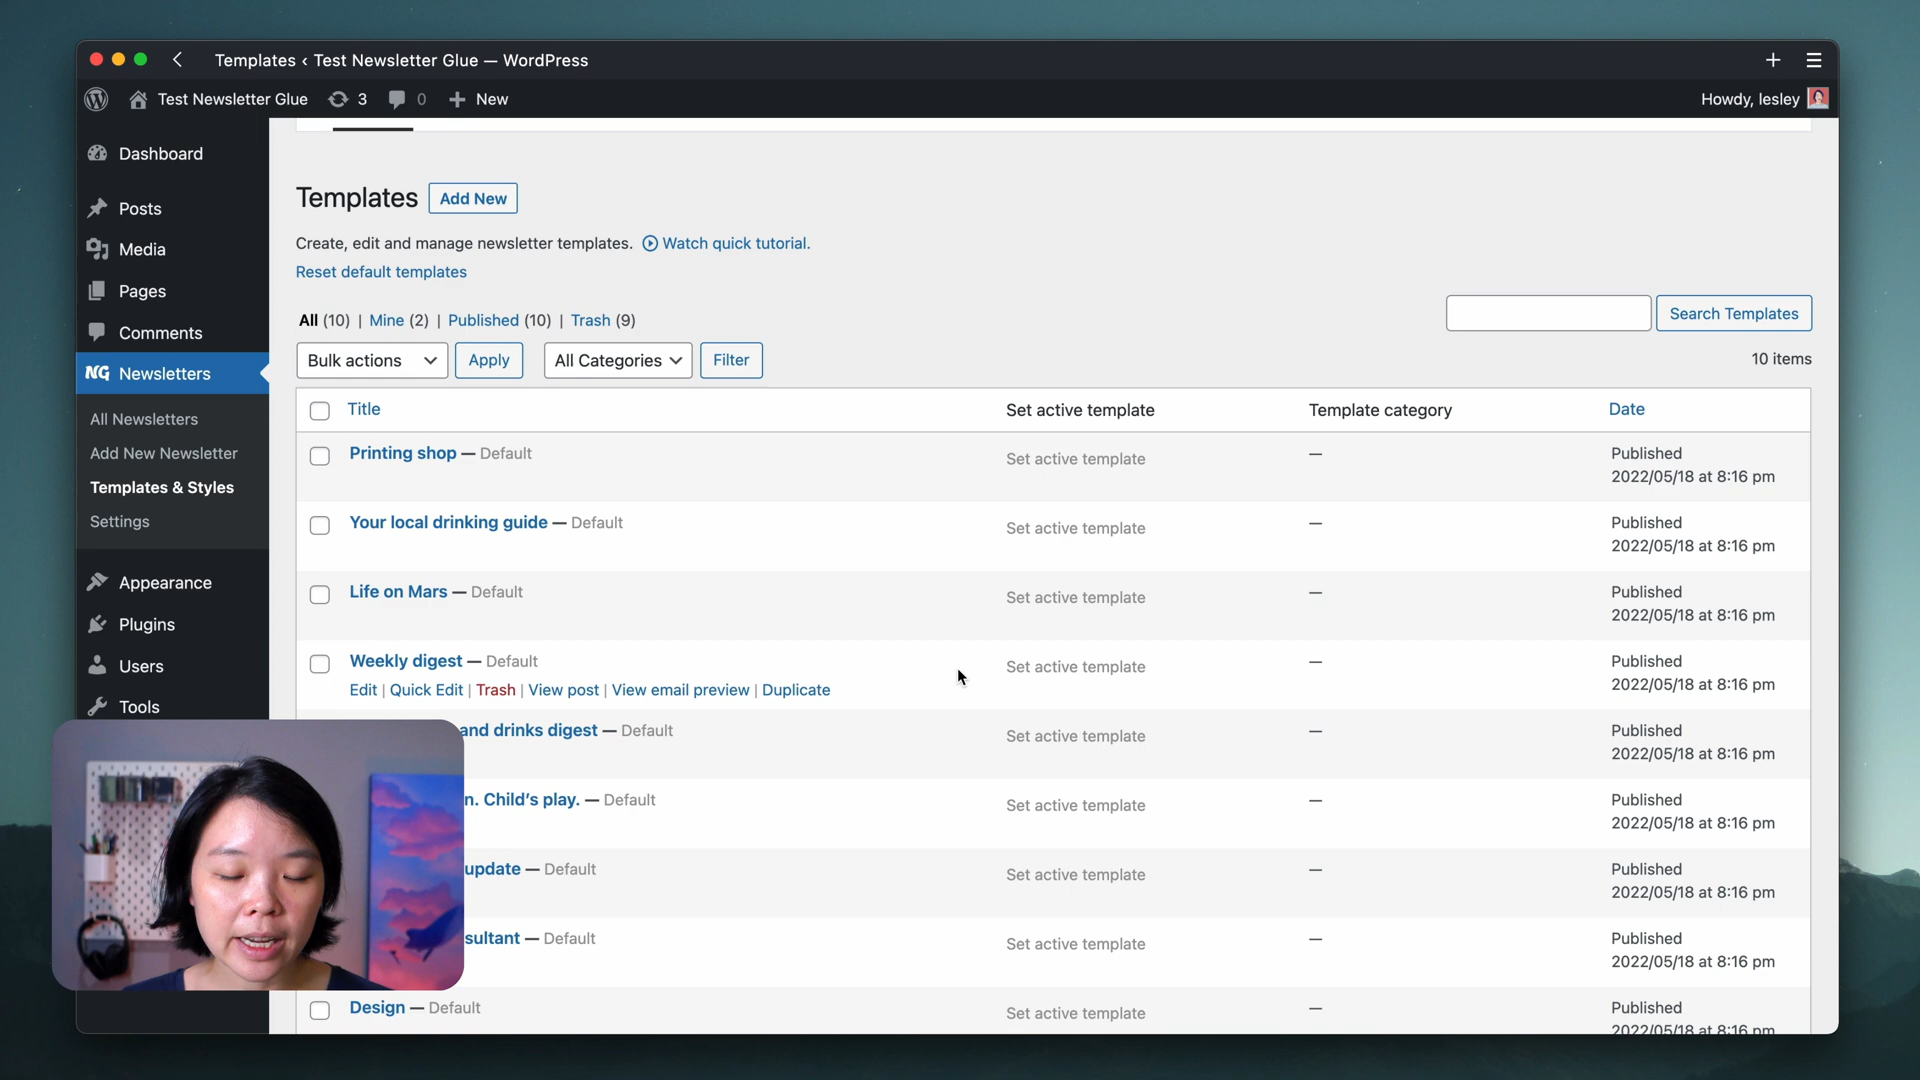 Templates ‹ Test Newsletter Glue — WordPress
Test Newsletter Glue 3 0 New Howdy, lesley
Dashboard
Posts
Media
Pages
Comments
NG Newsletters
All Newsletters
Add New Newsletter
Templates & Styles
Settings
Appearance
Plugins
Users
Tools
Templates Add New
Create, edit and manage newsletter templates. Watch quick tutorial.
Reset default templates
All (10) | Mine (2) | Published (10) | Trash (9)
Search Templates
Bulk actions Apply All Categories Filter 10 items
Title Set active template Template category Date
Printing shop — Default Set active template — Published
2022/05/18 at 8:16 pm
Your local drinking guide — Default Set active template — Published
2022/05/18 at 8:16 pm
Life on Mars — Default Set active template — Published
2022/05/18 at 8:16 pm
Weekly digest — Default Set active template — Published
2022/05/18 at 8:16 pm
Edit | Quick Edit | Trash | View post | View email preview | Duplicate
and drinks digest — Default Set active template — Published
2022/05/18 at 8:16 pm
n. Child's play. — Default Set active template — Published
2022/05/18 at 8:16 pm
update — Default Set active template — Published
2022/05/18 at 8:16 pm
sultant — Default Set active template — Published
2022/05/18 at 8:16 pm
Design — Default Set active template — Published
2022/05/18 at 8:16 pm